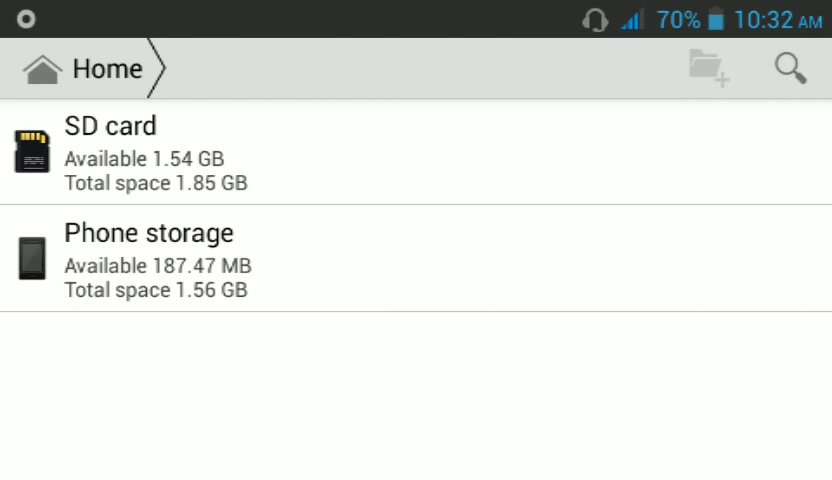 70% 10:32 AM
Home
SD card
Available 1.54 GB
Total space 1.85 GB
Phone storage
Available 187.47 MB
Total space 1.56 GB